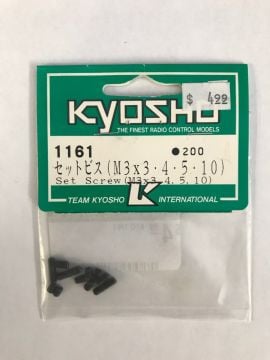 KYOSHO
$ 4.99
THE FINEST RADIO CONTROL MODELS
1161 ●200
セットビス(M3x3·4·5·10)
Set Screw(M3x3.4.5.10)
K
TEAM KYOSHO INTERNATIONAL